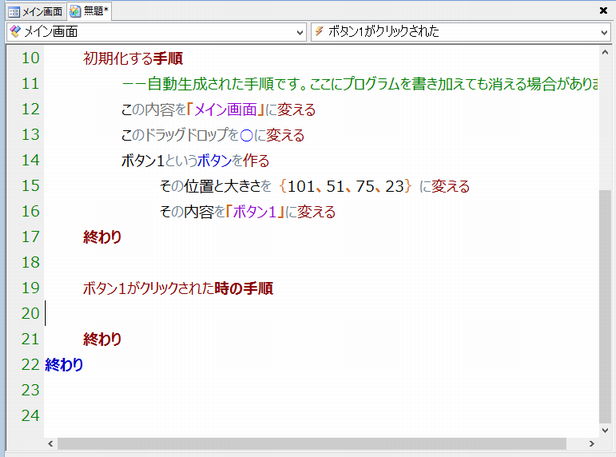 メイン画面 無題*
メイン画面 ボタン1がクリックされた
10 初期化する手順
11 ーー自動生成された手順です。ここにプログラムを書き加えても消える場合がありま
12 この内容を「メイン画面」に変える
13 このドラッグドロップを○に変える
14 ボタン1というボタンを作る
15 その位置と大きさを {101、51、75、23} に変える
16 その内容を「ボタン1」に変える
17 終わり
18
19 ボタン1がクリックされた時の手順
20
21 終わり
22 終わり
23
24